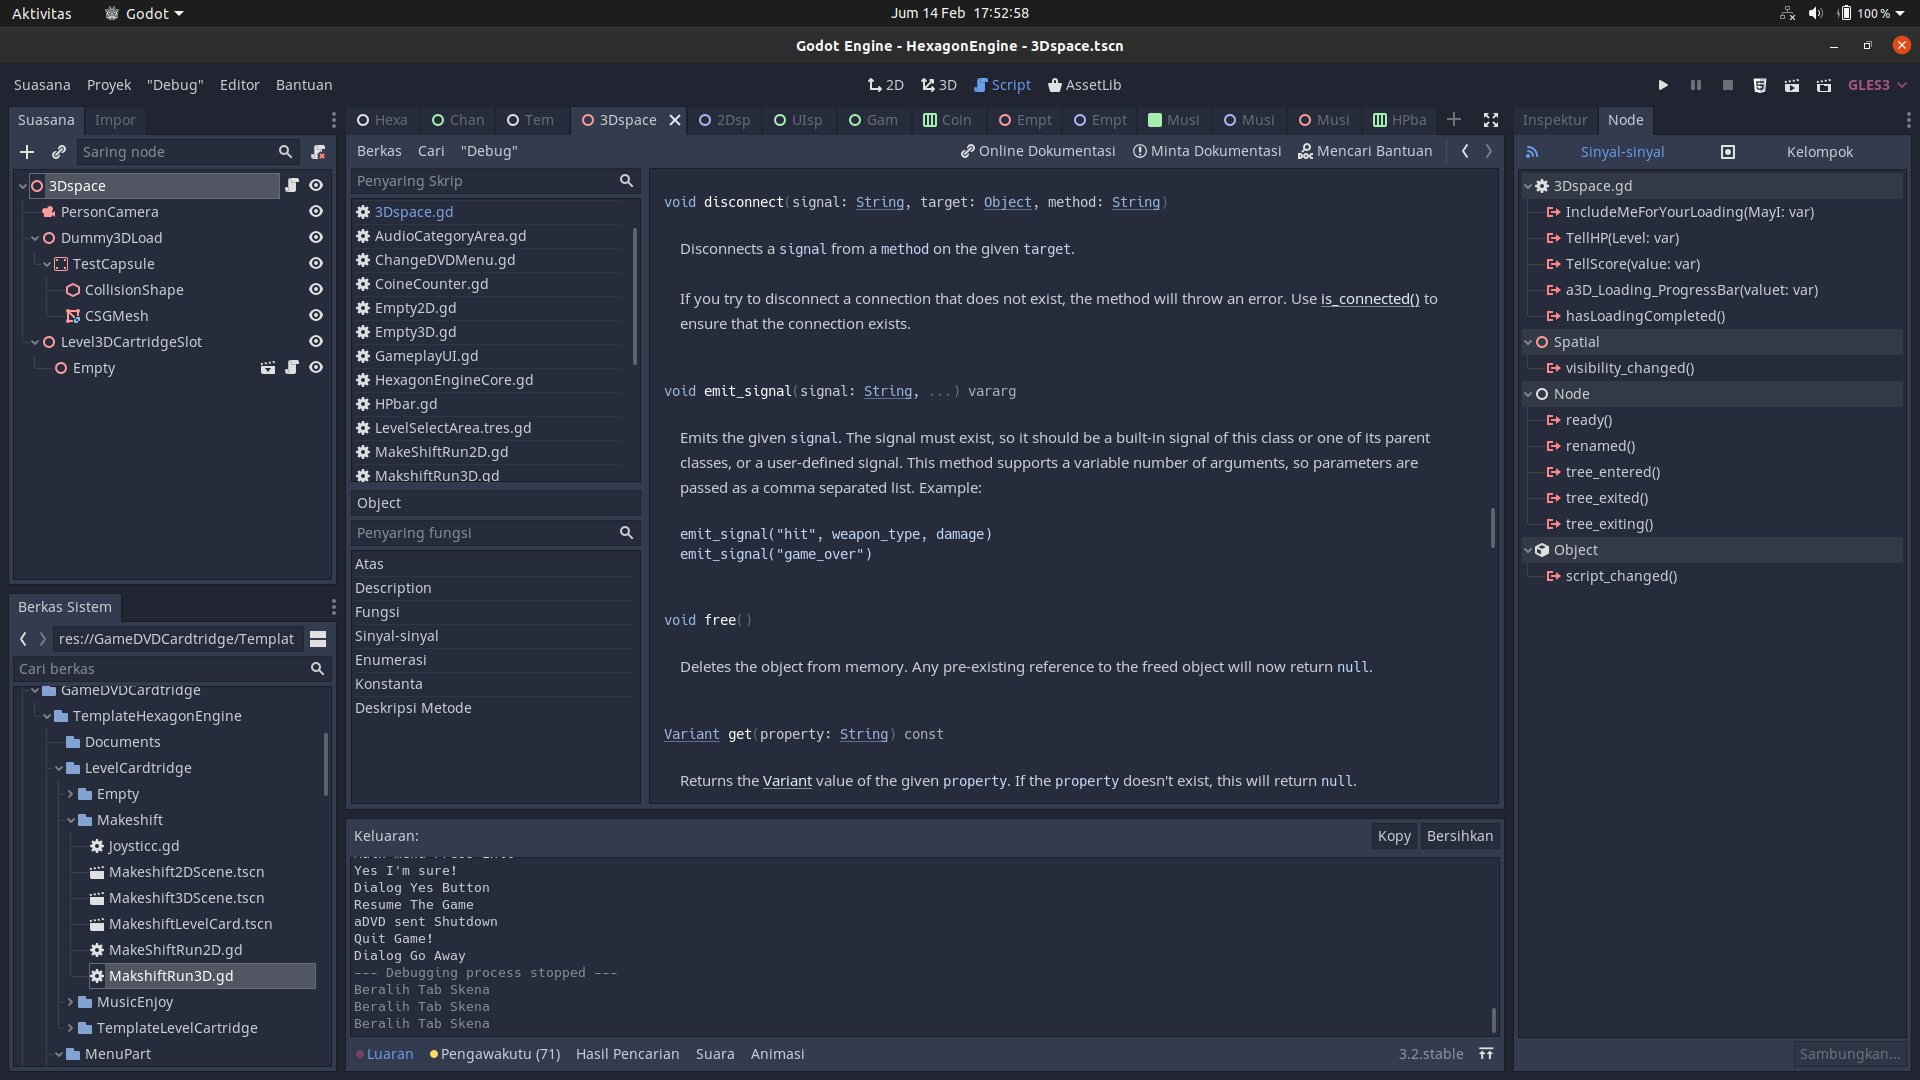 Aktivitas
Godot
Jum 14 Feb 17:52:58
100 %
Godot Engine - HexagonEngine - 3Dspace.tscn
Suasana Proyek "Debug" Editor Bantuan
2D 3D Script AssetLib
GLES3
Suasana Impor
Saring node
3Dspace
PersonCamera
Dummy3DLoad
TestCapsule
CollisionShape
CSGMesh
Level3DCartridgeSlot
Empty
Berkas Sistem
res://GameDVDCardtridge/Templat
Cari berkas
GameDVDCardtridge
TemplateHexagonEngine
Documents
LevelCardtridge
Empty
Makeshift
Joysticc.gd
Makeshift2DScene.tscn
Makeshift3DScene.tscn
MakeshiftLevelCard.tscn
MakeShiftRun2D.gd
MakshiftRun3D.gd
MusicEnjoy
TemplateLevelCartridge
MenuPart
Hexa Chan Tem 3Dspace 2Dsp UIsp Gam Coin Empt Empt Musi Musi Musi HPba
Berkas Cari "Debug"
Online Dokumentasi Minta Dokumentasi Mencari Bantuan
Penyaring Skrip
3Dspace.gd
AudioCategoryArea.gd
ChangeDVDMenu.gd
CoineCounter.gd
Empty2D.gd
Empty3D.gd
GameplayUI.gd
HexagonEngineCore.gd
HPbar.gd
LevelSelectArea.tres.gd
MakeShiftRun2D.gd
MakshiftRun3D.gd
Object
Penyaring fungsi
Atas
Description
Fungsi
Sinyal-sinyal
Enumerasi
Konstanta
Deskripsi Metode
void disconnect(signal: String, target: Object, method: String)
Disconnects a signal from a method on the given target.
If you try to disconnect a connection that does not exist, the method will throw an error. Use is_connected() to
ensure that the connection exists.
void emit_signal(signal: String, ...) vararg
Emits the given signal. The signal must exist, so it should be a built-in signal of this class or one of its parent
classes, or a user-defined signal. This method supports a variable number of arguments, so parameters are
passed as a comma separated list. Example:
emit_signal("hit", weapon_type, damage)
emit_signal("game_over")
void free()
Deletes the object from memory. Any pre-existing reference to the freed object will now return null.
Variant get(property: String) const
Returns the Variant value of the given property. If the property doesn't exist, this will return null.
Keluaran:
Kopy Bersihkan
Yes I'm sure!
Dialog Yes Button
Resume The Game
aDVD sent Shutdown
Quit Game!
Dialog Go Away
--- Debugging process stopped ---
Beralih Tab Skena
Beralih Tab Skena
Beralih Tab Skena
Luaran Pengawakutu (71) Hasil Pencarian Suara Animasi
3.2.stable
Inspektur Node
Sinyal-sinyal Kelompok
3Dspace.gd
IncludeMeForYourLoading(MayI: var)
TellHP(Level: var)
TellScore(value: var)
a3D_Loading_ProgressBar(valuet: var)
hasLoadingCompleted()
Spatial
visibility_changed()
Node
ready()
renamed()
tree_entered()
tree_exited()
tree_exiting()
Object
script_changed()
Sambungkan...